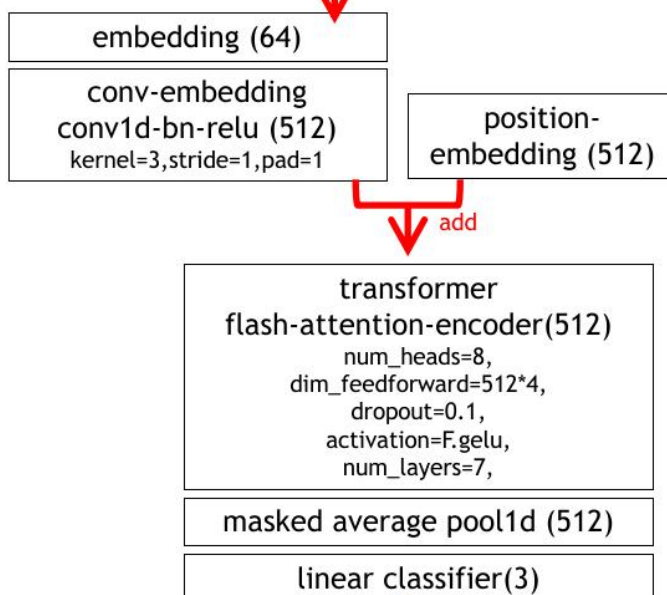 embedding (64)
conv-embedding
conv1d-bn-relu (512)
kernel=3,stride=1,pad=1
position-
embedding (512)
add
transformer
flash-attention-encoder(512)
num_heads=8,
dim_feedforward=512*4,
dropout=0.1,
activation=F.gelu,
num_layers=7,
masked average pool1d (512)
linear classifier(3)